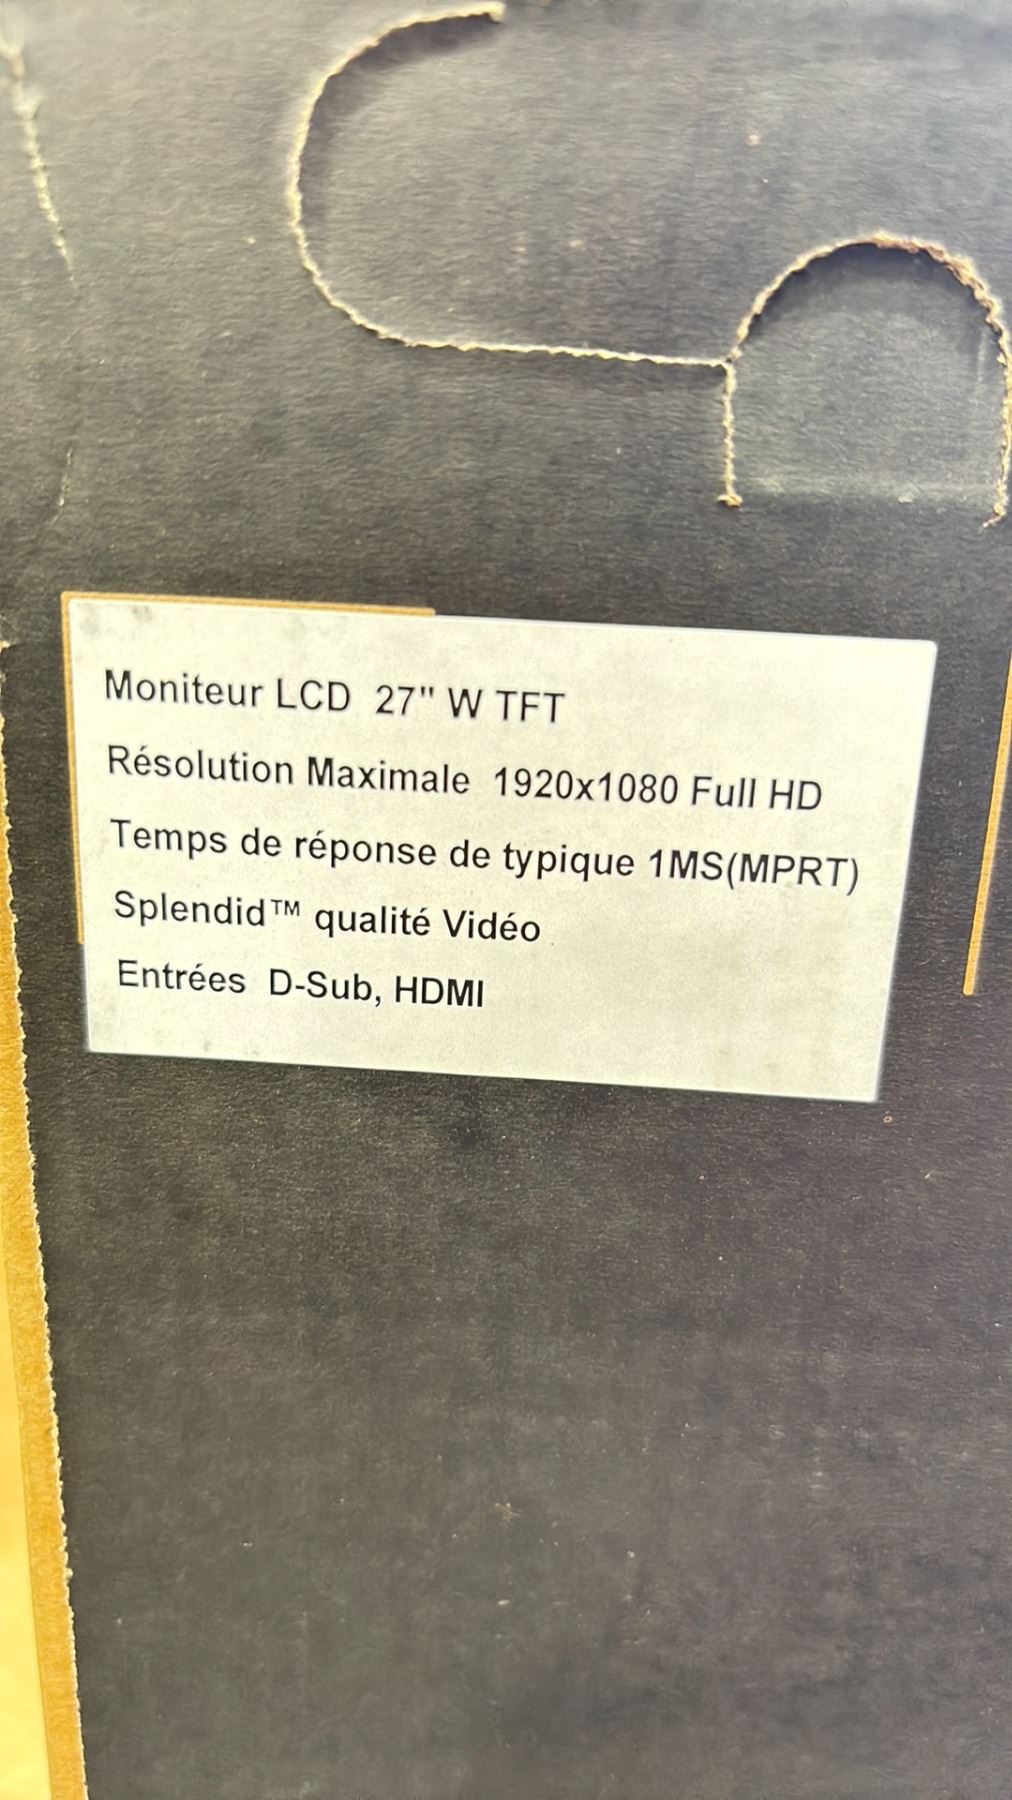 Moniteur LCD 27" W TFT
Résolution Maximale 1920x1080 Full HD
Temps de réponse de typique 1MS(MPRT)
Splendid™ qualité Vidéo
Entrées D-Sub, HDMI